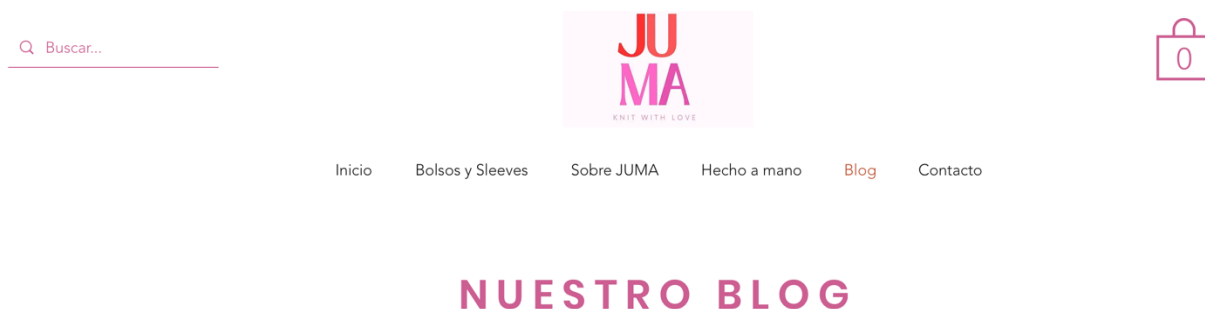 Buscar...
JU
MA
KNIT WITH LOVE
0
Inicio Bolsos y Sleeves Sobre JUMA Hecho a mano Blog Contacto
NUESTRO BLOG